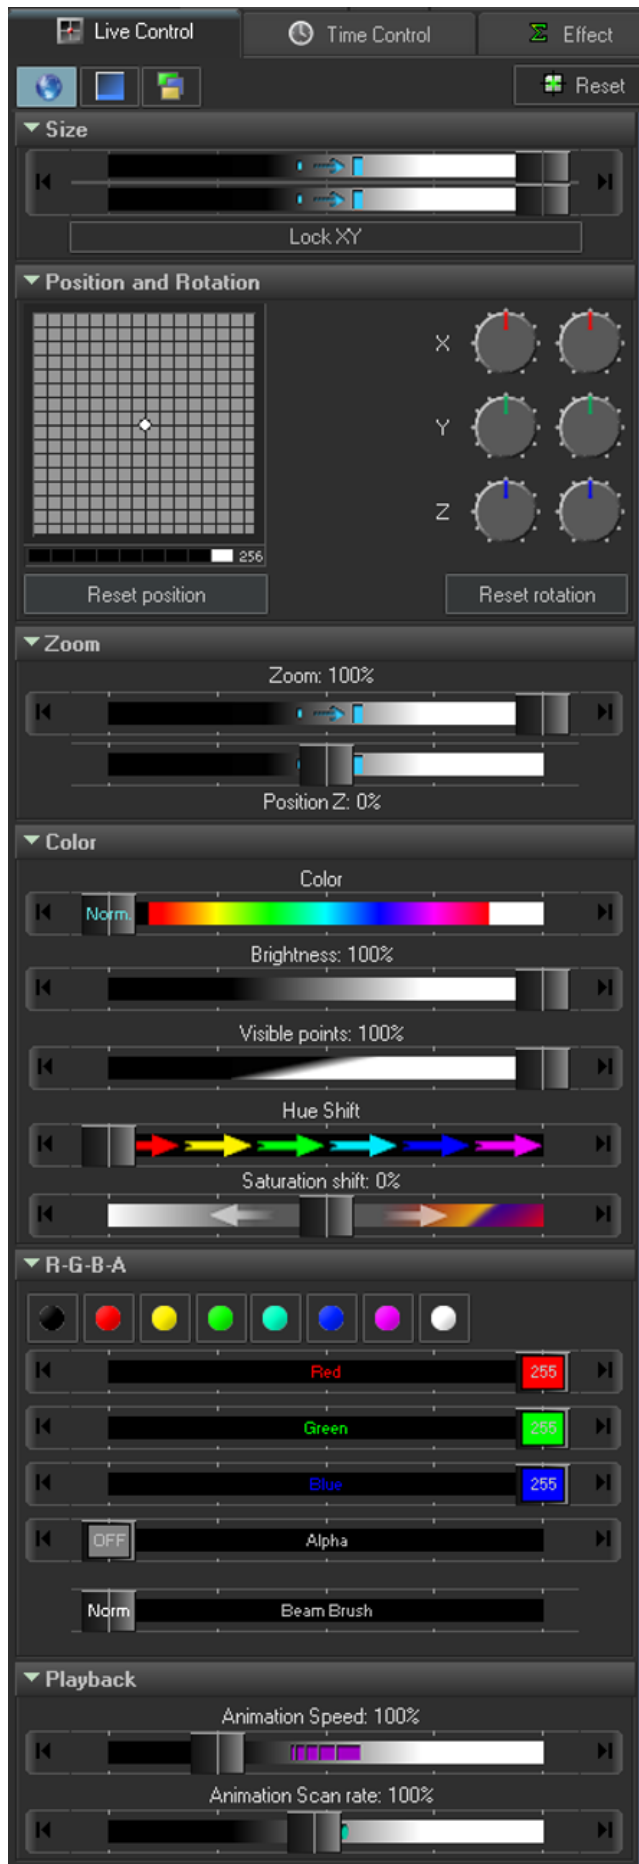 Live Control
Time Control
Effect
Reset
Size
Lock XY
Position and Rotation
X
Y
Z
256
Reset position
Reset rotation
Zoom
Zoom: 100%
Position Z: 0%
Color
Color
Norm.
Brightness: 100%
Visible points: 100%
Hue Shift
Saturation shift: 0%
R-G-B-A
Red
255
Green
255
Blue
255
OFF
Alpha
Norm
Beam Brush
Playback
Animation Speed: 100%
Animation Scan rate: 100%